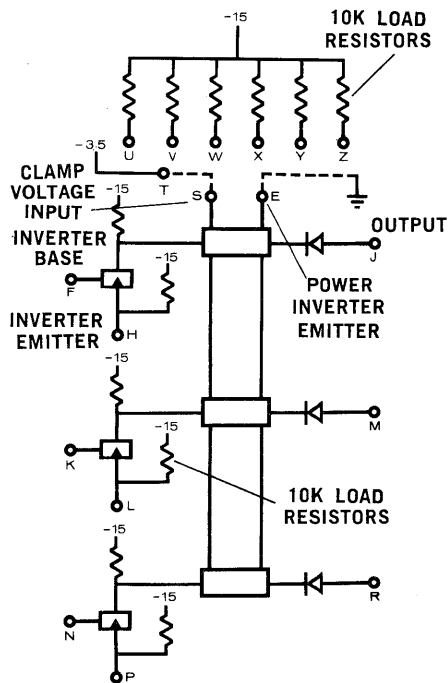 -15
10K LOAD
RESISTORS
U V W X Y Z
-3.5
T
CLAMP
VOLTAGE
INPUT
S E
-15
INVERTER
BASE
OUTPUT
J
-15
F
POWER
INVERTER
EMITTER
INVERTER
EMITTER
H
-15
M
-15
K
10K LOAD
RESISTORS
L
-15
R
-15
N
P